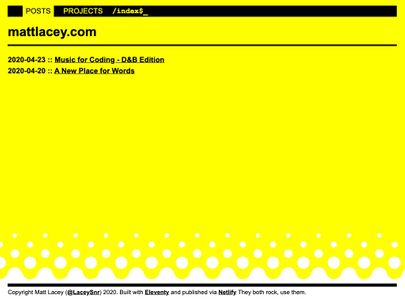 POSTS PROJECTS /index$_
mattlacey.com
2020-04-23 :: Music for Coding - D&B Edition
2020-04-20 :: A New Place for Words
Copyright Matt Lacey (@LaceySnr) 2020. Built with Eleventy and published via Netlify They both rock, use them.